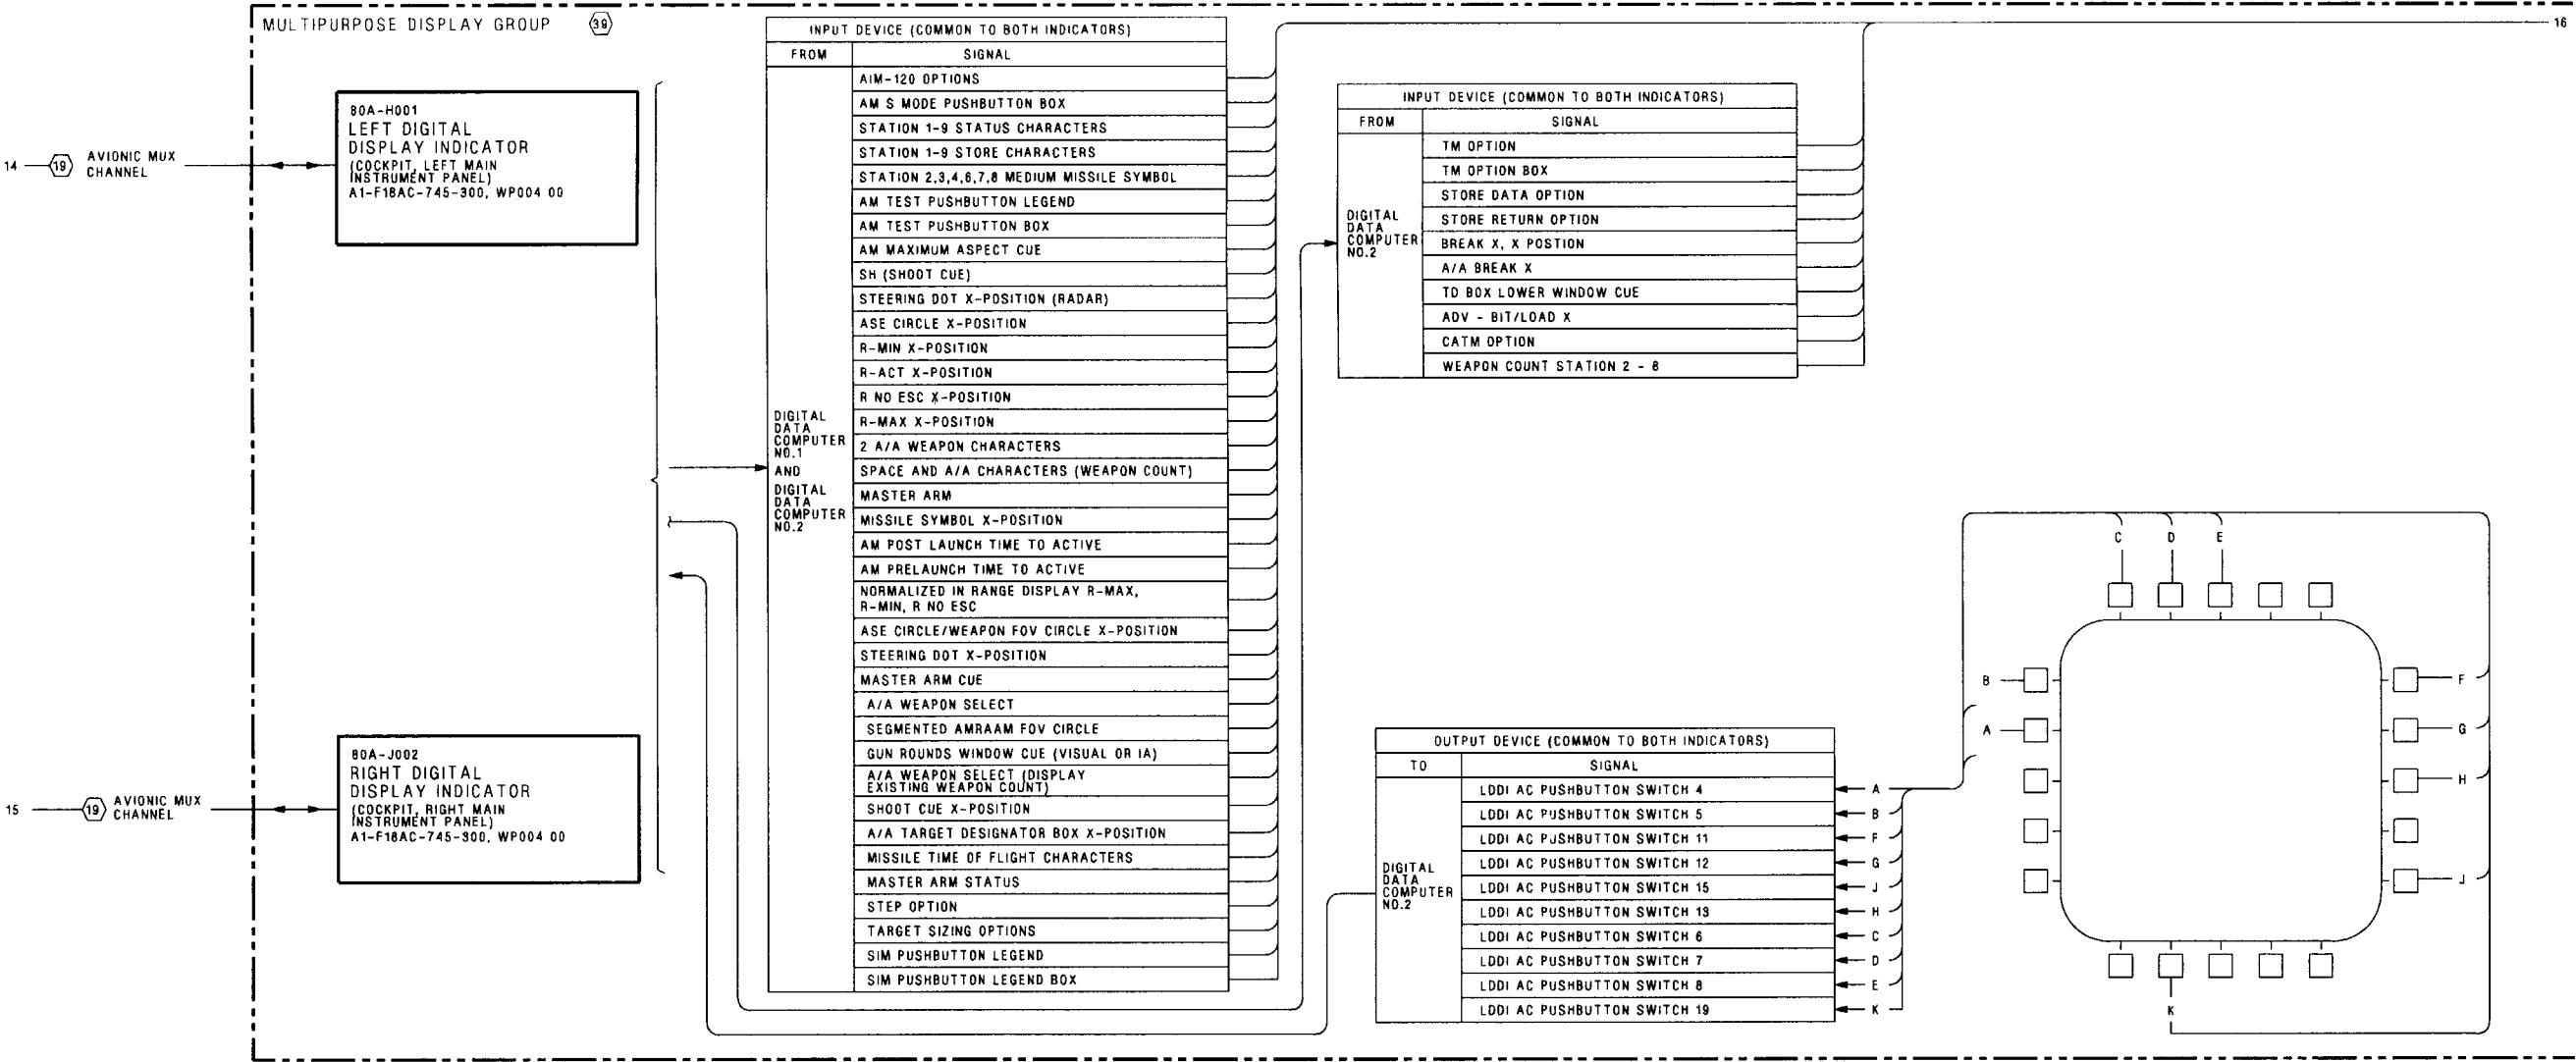 MULTIPURPOSE DISPLAY GROUP 39
14 19 AVIONIC MUX
CHANNEL
80A-H001
LEFT DIGITAL
DISPLAY INDICATOR
(COCKPIT, LEFT MAIN
INSTRUMENT PANEL)
A1-F18AC-745-300, WP004 00
15 19 AVIONIC MUX
CHANNEL
80A-J002
RIGHT DIGITAL
DISPLAY INDICATOR
(COCKPIT, RIGHT MAIN
INSTRUMENT PANEL)
A1-F18AC-745-300, WP004 00
INPUT DEVICE (COMMON TO BOTH INDICATORS)
FROM SIGNAL
DIGITAL
DATA
COMPUTER
NO.1
AND
DIGITAL
DATA
COMPUTER
NO.2
AIM-120 OPTIONS
AM S MODE PUSHBUTTON BOX
STATION 1-9 STATUS CHARACTERS
STATION 1-9 STORE CHARACTERS
STATION 2,3,4,6,7,8 MEDIUM MISSILE SYMBOL
AM TEST PUSHBUTTON LEGEND
AM TEST PUSHBUTTON BOX
AM MAXIMUM ASPECT CUE
SH (SHOOT CUE)
STEERING DOT X-POSITION (RADAR)
ASE CIRCLE X-POSITION
R-MIN X-POSITION
R-ACT X-POSITION
R NO ESC X-POSITION
R-MAX X-POSITION
2 A/A WEAPON CHARACTERS
SPACE AND A/A CHARACTERS (WEAPON COUNT)
MASTER ARM
MISSILE SYMBOL X-POSITION
AM POST LAUNCH TIME TO ACTIVE
AM PRELAUNCH TIME TO ACTIVE
NORMALIZED IN RANGE DISPLAY R-MAX,
R-MIN, R NO ESC
ASE CIRCLE/WEAPON FOV CIRCLE X-POSITION
STEERING DOT X-POSITION
MASTER ARM CUE
A/A WEAPON SELECT
SEGMENTED AMRAAM FOV CIRCLE
GUN ROUNDS WINDOW CUE (VISUAL OR IA)
A/A WEAPON SELECT (DISPLAY
EXISTING WEAPON COUNT)
SHOOT CUE X-POSITION
A/A TARGET DESIGNATOR BOX X-POSITION
MISSILE TIME OF FLIGHT CHARACTERS
MASTER ARM STATUS
STEP OPTION
TARGET SIZING OPTIONS
SIM PUSHBUTTON LEGEND
SIM PUSHBUTTON LEGEND BOX
16
INPUT DEVICE (COMMON TO BOTH INDICATORS)
FROM SIGNAL
DIGITAL
DATA
COMPUTER
NO.2
TM OPTION
TM OPTION BOX
STORE DATA OPTION
STORE RETURN OPTION
BREAK X, X POSTION
A/A BREAK X
TD BOX LOWER WINDOW CUE
ADV - BIT/LOAD X
CATM OPTION
WEAPON COUNT STATION 2 - 8
OUTPUT DEVICE (COMMON TO BOTH INDICATORS)
TO SIGNAL
DIGITAL
DATA
COMPUTER
NO.2
LDDI AC PUSHBUTTON SWITCH 4 A
LDDI AC PUSHBUTTON SWITCH 5 B
LDDI AC PUSHBUTTON SWITCH 11 F
LDDI AC PUSHBUTTON SWITCH 12 G
LDDI AC PUSHBUTTON SWITCH 15 J
LDDI AC PUSHBUTTON SWITCH 13 H
LDDI AC PUSHBUTTON SWITCH 6 C
LDDI AC PUSHBUTTON SWITCH 7 D
LDDI AC PUSHBUTTON SWITCH 8 E
LDDI AC PUSHBUTTON SWITCH 19 K
C D E
B F
A G
H
J
K